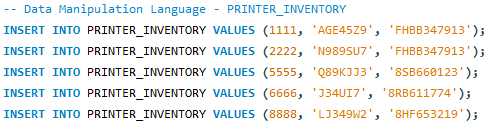 -- Data Manipulation Language - PRINTER_INVENTORY
INSERT INTO PRINTER_INVENTORY VALUES (1111, 'AGE45Z9', 'FHBB347913');
INSERT INTO PRINTER_INVENTORY VALUES (2222, 'N989SU7', 'FHBB347913');
INSERT INTO PRINTER_INVENTORY VALUES (5555, 'Q89KJJ3', '8SB660123');
INSERT INTO PRINTER_INVENTORY VALUES (6666, 'J34UI7', '8RB611774');
INSERT INTO PRINTER_INVENTORY VALUES (8888, 'LJ349W2', '8HF653219');